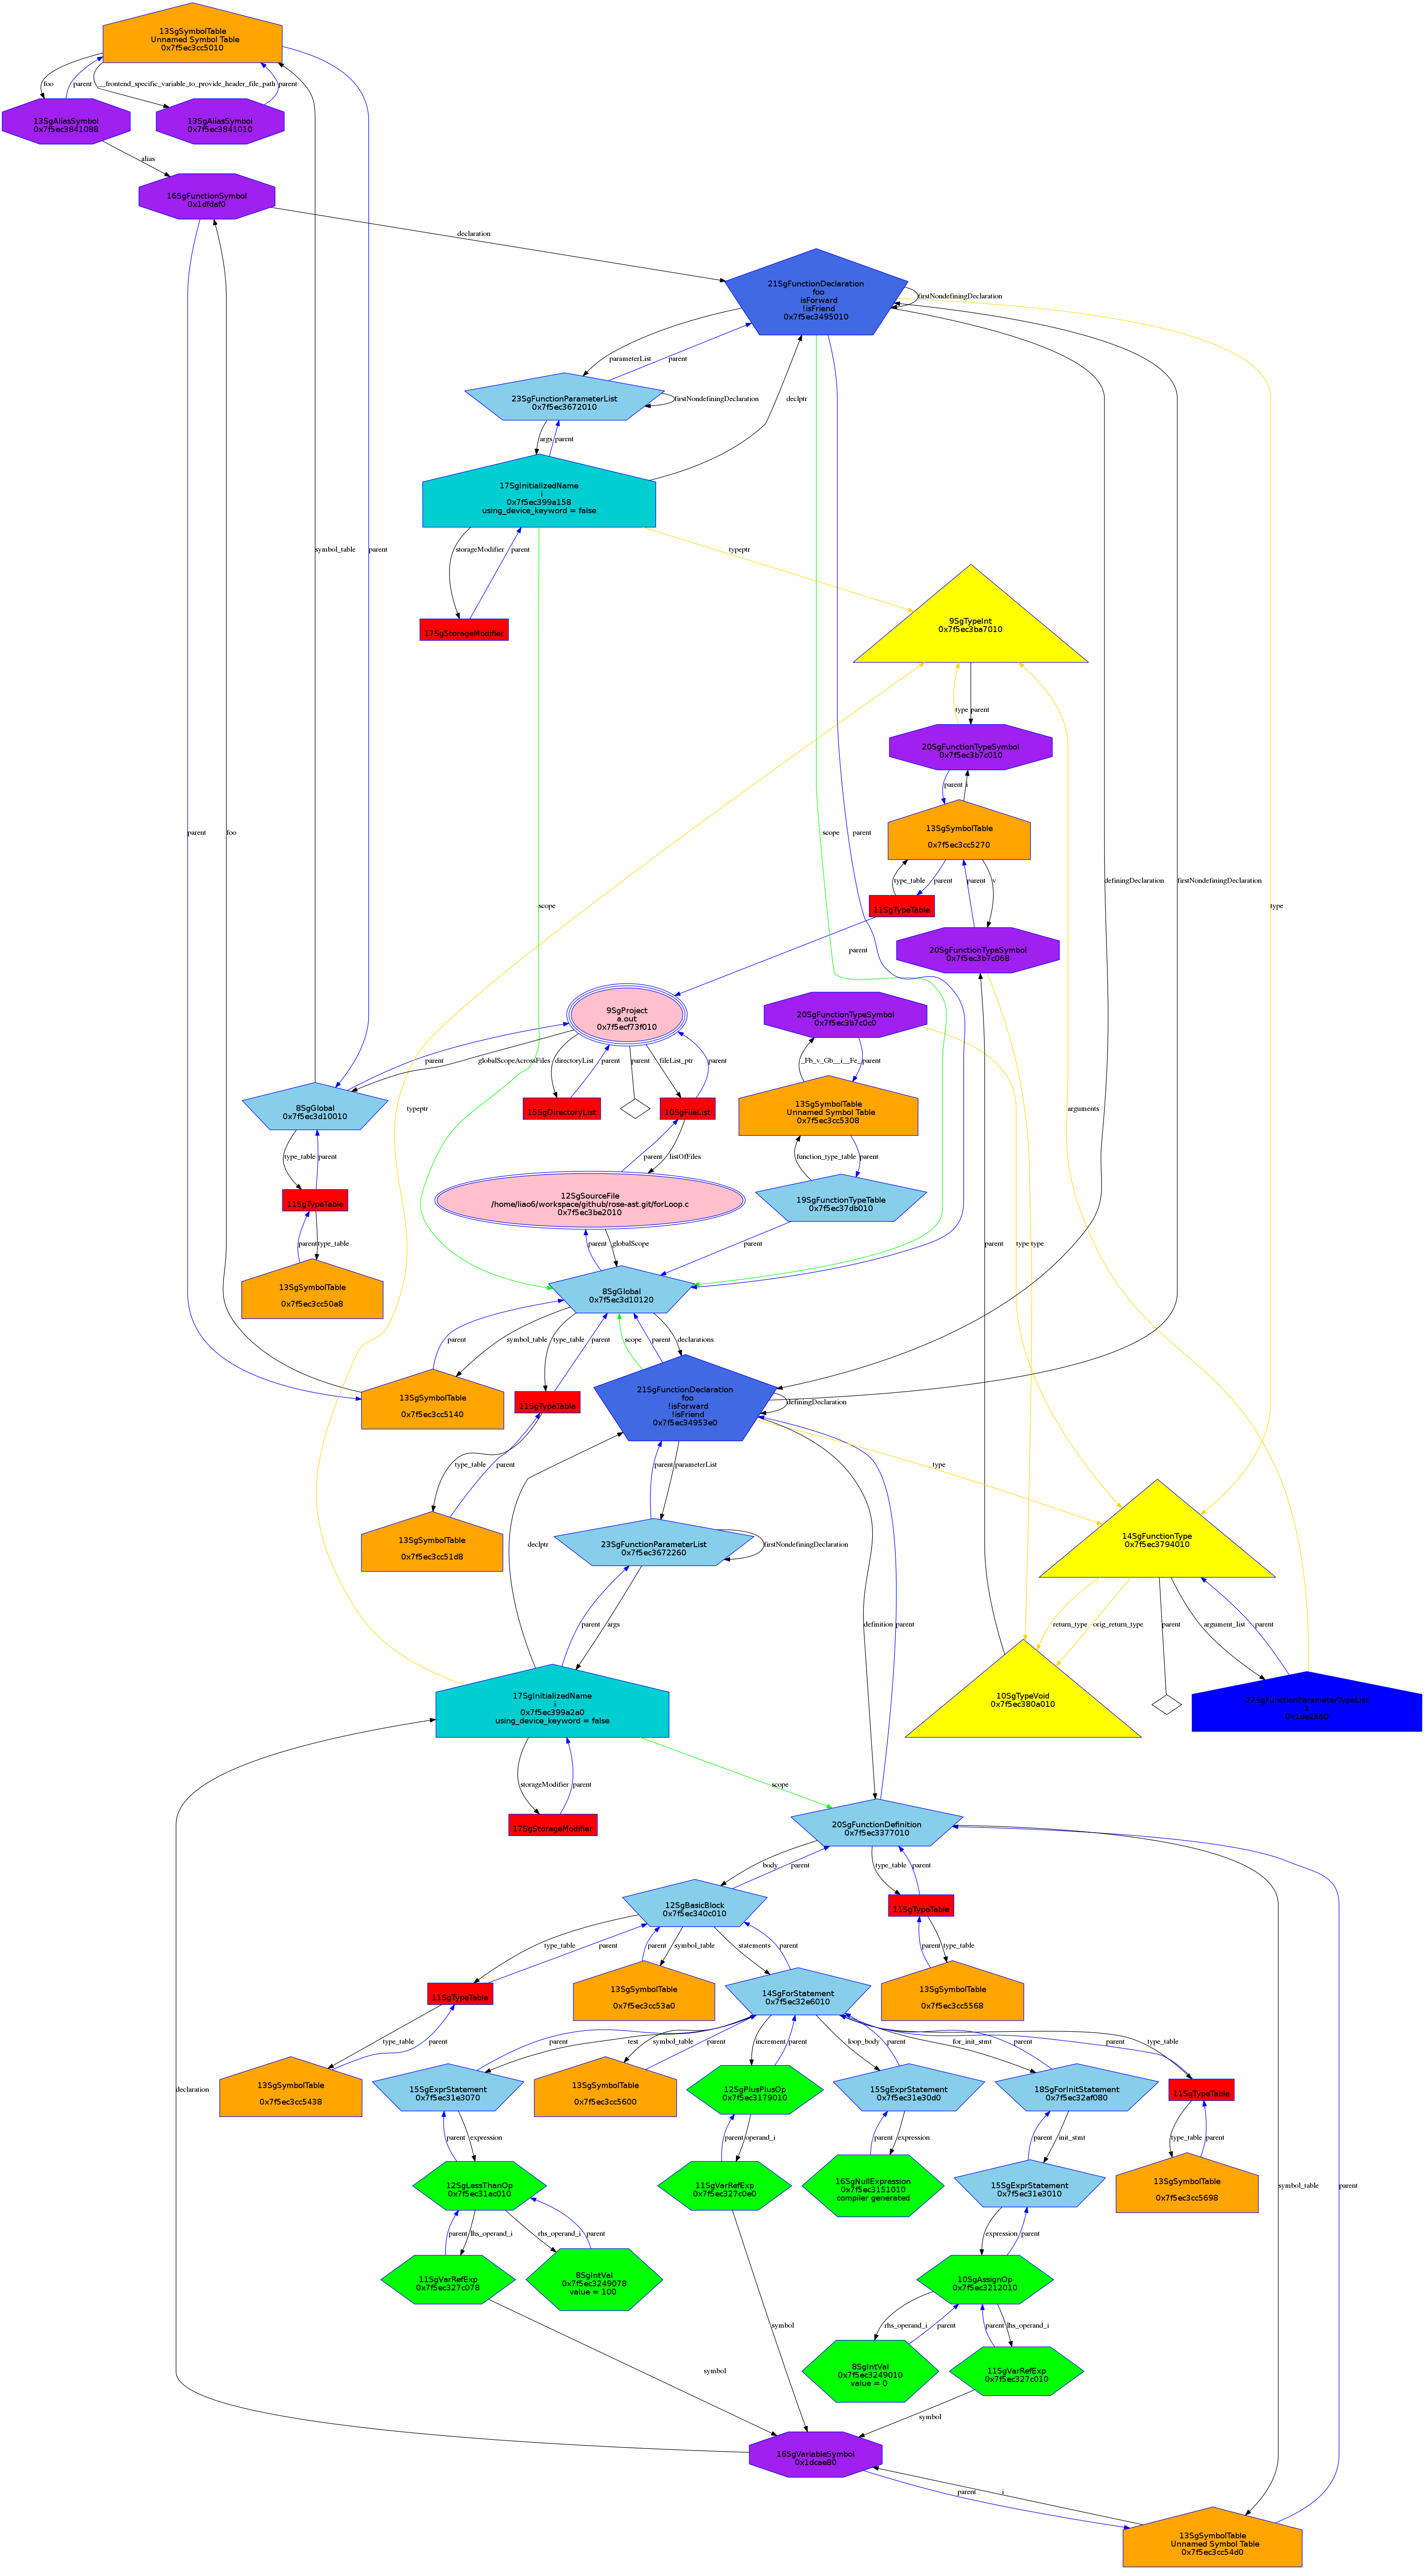 13SgSymbolTable
Unnamed Symbol Table
0x7f5ec3cc5010
foo
parent
__frontend_specific_variable_to_provide_header_file_path
parent
13SgAliasSymbol
0x7f5ec3841088
13SgAliasSymbol
0x7f5ec3841010
alias
16SgFunctionSymbol
0x1dfdaf0
declaration
21SgFunctionDeclaration
foo
isForward
!isFriend
0x7f5ec3495010
firstNondefiningDeclaration
parameterList
parent
23SgFunctionParameterList
0x7f5ec3672010
firstNondefiningDeclaration
declptr
args
parent
17SgInitializedName
i
0x7f5ec399a158
using_device_keyword = false
symbol_table
parent
storageModifier
parent
typeptr
17SgStorageModifier
9SgTypeInt
0x7f5ec3ba7010
type
parent
20SgFunctionTypeSymbol
0x7f5ec3b7c010
parent
i
parent
foo
scope
parent
13SgSymbolTable
0x7f5ec3cc5270
type_table
parent
parent
v
definingDeclaration
firstNondefiningDeclaration
scope
type
11SgTypeTable
parent
20SgFunctionTypeSymbol
0x7f5ec3b7c068
9SgProject
a.out
0x7f5ecf73f010
20SgFunctionTypeSymbol
0x7f5ec3b7c0c0
parent
globalScopeAcrossFiles
directoryList
parent
parent
fileList_ptr
parent
_Fb_v_Gb__i__Fe_
parent
8SgGlobal
0x7f5ec3d10010
15SgDirectoryList
10SgFileList
13SgSymbolTable
Unnamed Symbol Table
0x7f5ec3cc5308
typeptr
arguments
type_table
parent
parent
listOfFiles
function_type_table
parent
11SgTypeTable
12SgSourceFile
/home/liao6/workspace/github/rose-ast.git/forLoop.c
0x7f5ec3be2010
19SgFunctionTypeTable
0x7f5ec37db010
parent
type_table
parent
globalScope
parent
parent
type
type
13SgSymbolTable
0x7f5ec3cc50a8
8SgGlobal
0x7f5ec3d10120
parent
symbol_table
type_table
parent
scope
parent
declarations
13SgSymbolTable
0x7f5ec3cc5140
11SgTypeTable
21SgFunctionDeclaration
foo
!isForward
!isFriend
0x7f5ec34953e0
definingDeclaration
type_table
parent
parent
parameterList
type
13SgSymbolTable
0x7f5ec3cc51d8
declptr
23SgFunctionParameterList
0x7f5ec3672260
firstNondefiningDeclaration
14SgFunctionType
0x7f5ec3794010
parent
args
definition
parent
return_type
orig_return_type
parent
argument_list
parent
17SgInitializedName
i
0x7f5ec399a2a0
using_device_keyword = false
10SgTypeVoid
0x7f5ec380a010
27SgFunctionParameterTypeList
1
storageModifier
parent
scope
17SgStorageModifier
20SgFunctionDefinition
0x7f5ec3377010
body
parent
type_table
parent
12SgBasicBlock
0x7f5ec340c010
11SgTypeTable
type_table
parent
parent
symbol_table
statements
parent
parent
type_table
11SgTypeTable
13SgSymbolTable
0x7f5ec3cc53a0
14SgForStatement
0x7f5ec32e6010
13SgSymbolTable
0x7f5ec3cc5568
type_table
parent
parent
test
symbol_table
parent
increment
parent
loop_body
parent
for_init_stmt
parent
parent
type_table
declaration
13SgSymbolTable
0x7f5ec3cc5438
15SgExprStatement
0x7f5ec31e3070
13SgSymbolTable
0x7f5ec3cc5600
12SgPlusPlusOp
0x7f5ec3179010
15SgExprStatement
0x7f5ec31e30d0
18SgForInitStatement
0x7f5ec32af080
11SgTypeTable
parent
expression
parent
operand_i
parent
expression
parent
init_stmt
type_table
parent
12SgLessThanOp
0x7f5ec31ac010
11SgVarRefExp
0x7f5ec327c0e0
16SgNullExpression
0x7f5ec3151010
compiler generated
15SgExprStatement
0x7f5ec31e3010
13SgSymbolTable
0x7f5ec3cc5698
symbol_table
parent
parent
lhs_operand_i
rhs_operand_i
parent
expression
parent
11SgVarRefExp
0x7f5ec327c078
8SgIntVal
0x7f5ec3249078
value = 100
10SgAssignOp
0x7f5ec3212010
symbol
rhs_operand_i
parent
parent
lhs_operand_i
8SgIntVal
0x7f5ec3249010
value = 0
11SgVarRefExp
0x7f5ec327c010
symbol
symbol
16SgVariableSymbol
0x1dcae80
parent
i
13SgSymbolTable
Unnamed Symbol Table
0x7f5ec3cc54d0